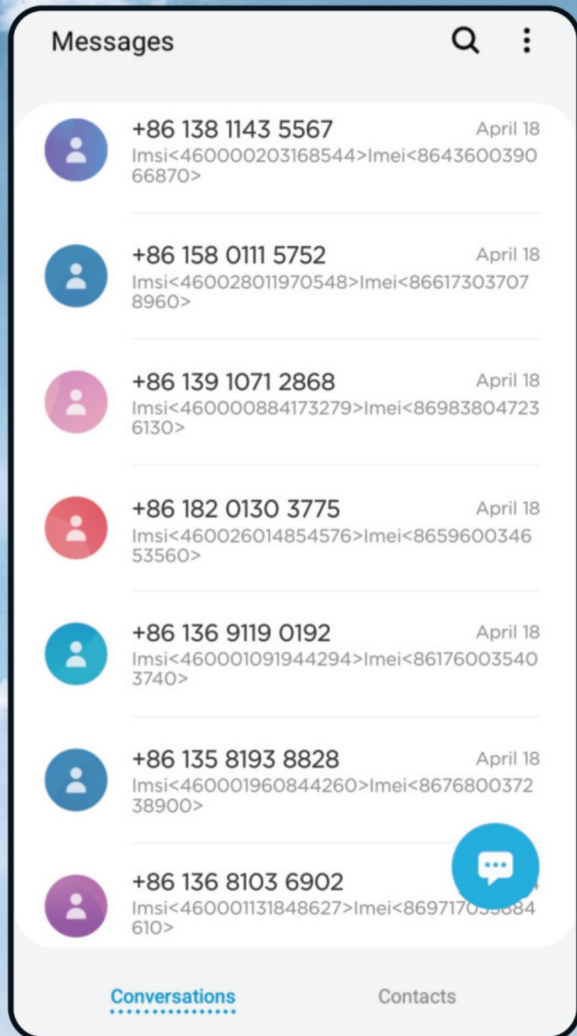 Messages
+86 138 1143 5567
April 18
Imsi<460000203168544>Imei<8643600390
66870>
+86 158 0111 5752
April 18
Imsi<460028011970548>Imei<86617303707
8960>
+86 139 1071 2868
April 18
Imsi<460000884173279>Imei<86983804723
6130>
+86 182 0130 3775
April 18
Imsi<460026014854576>Imei<8659600346
53560>
+86 136 9119 0192
April 18
Imsi<460001091944294>Imei<86176003540
3740>
+86 135 8193 8828
April 18
Imsi<460001960844260>Imei<8676800372
38900>
+86 136 8103 6902
Imsi<460001131848627>
610>
Conversations
Contacts